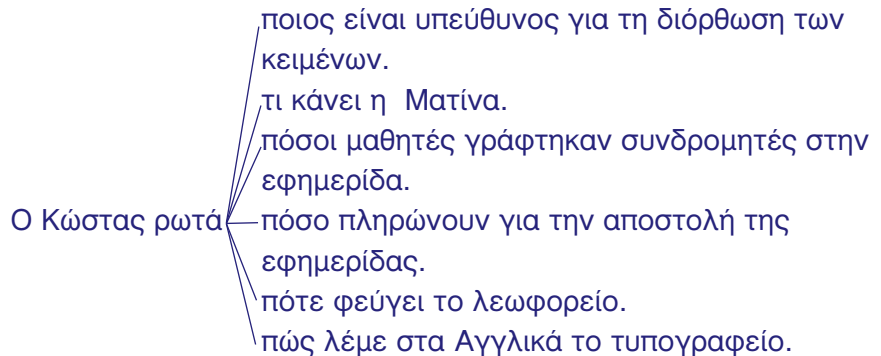 ποιος είναι υπεύθυνος για τη διόρθωση των
κειμένων.
τι κάνει η  Ματίνα.
πόσοι μαθητές γράφτηκαν συνδρομητές στην
εφημερίδα.
Ο Κώστας ρωτά πόσο πληρώνουν για την αποστολή της
εφημερίδας.
πότε φεύγει το λεωφορείο.
πώς λέμε στα Αγγλικά το τυπογραφείο.